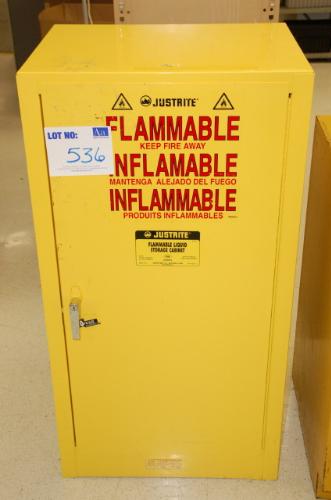 JUSTRITE
LOT NO:
536
FLAMMABLE
KEEP FIRE AWAY
INFLAMABLE
MANTENGA ALEJADO DEL FUEGO
INFLAMMABLE
PRODUITS INFLAMMABLES
JUSTRITE
FLAMMABLE LIQUID
STORAGE CABINET